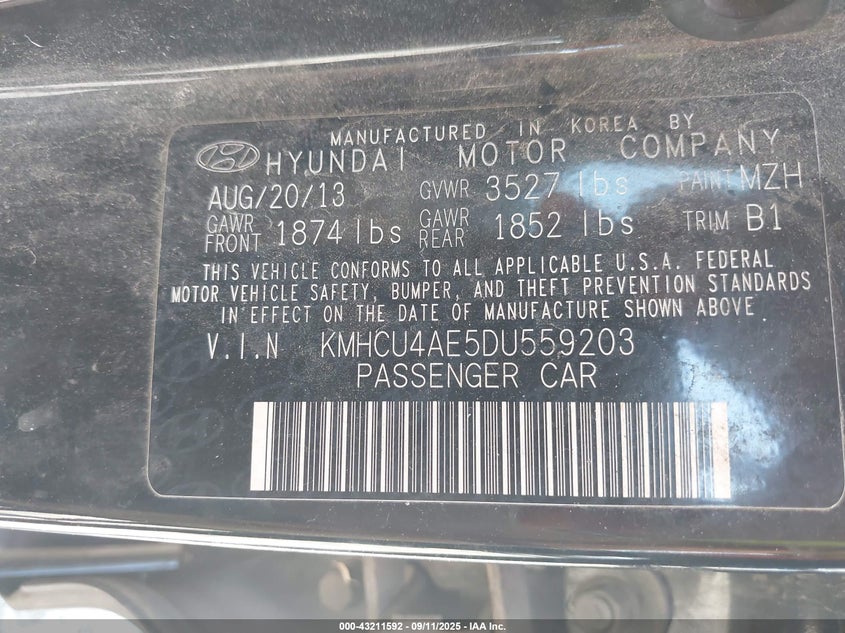 MANUFACTURED IN KOREA BY
HYUNDAI MOTOR COMPANY
AUG/20/13 GVWR 3527 lbs PAINT MZH
GAWR FRONT 1874 lbs GAWR REAR 1852 lbs TRIM B1
THIS VEHICLE CONFORMS TO ALL APPLICABLE U.S.A. FEDERAL
MOTOR VEHICLE SAFETY, BUMPER, AND THEFT PREVENTION STANDARDS
IN EFFECT ON THE DATE OF MANUFACTURE SHOWN ABOVE
V.I.N KMHCU4AE5DU559203
PASSENGER CAR
000-43211592 - 09/11/2025 - IAA Inc.